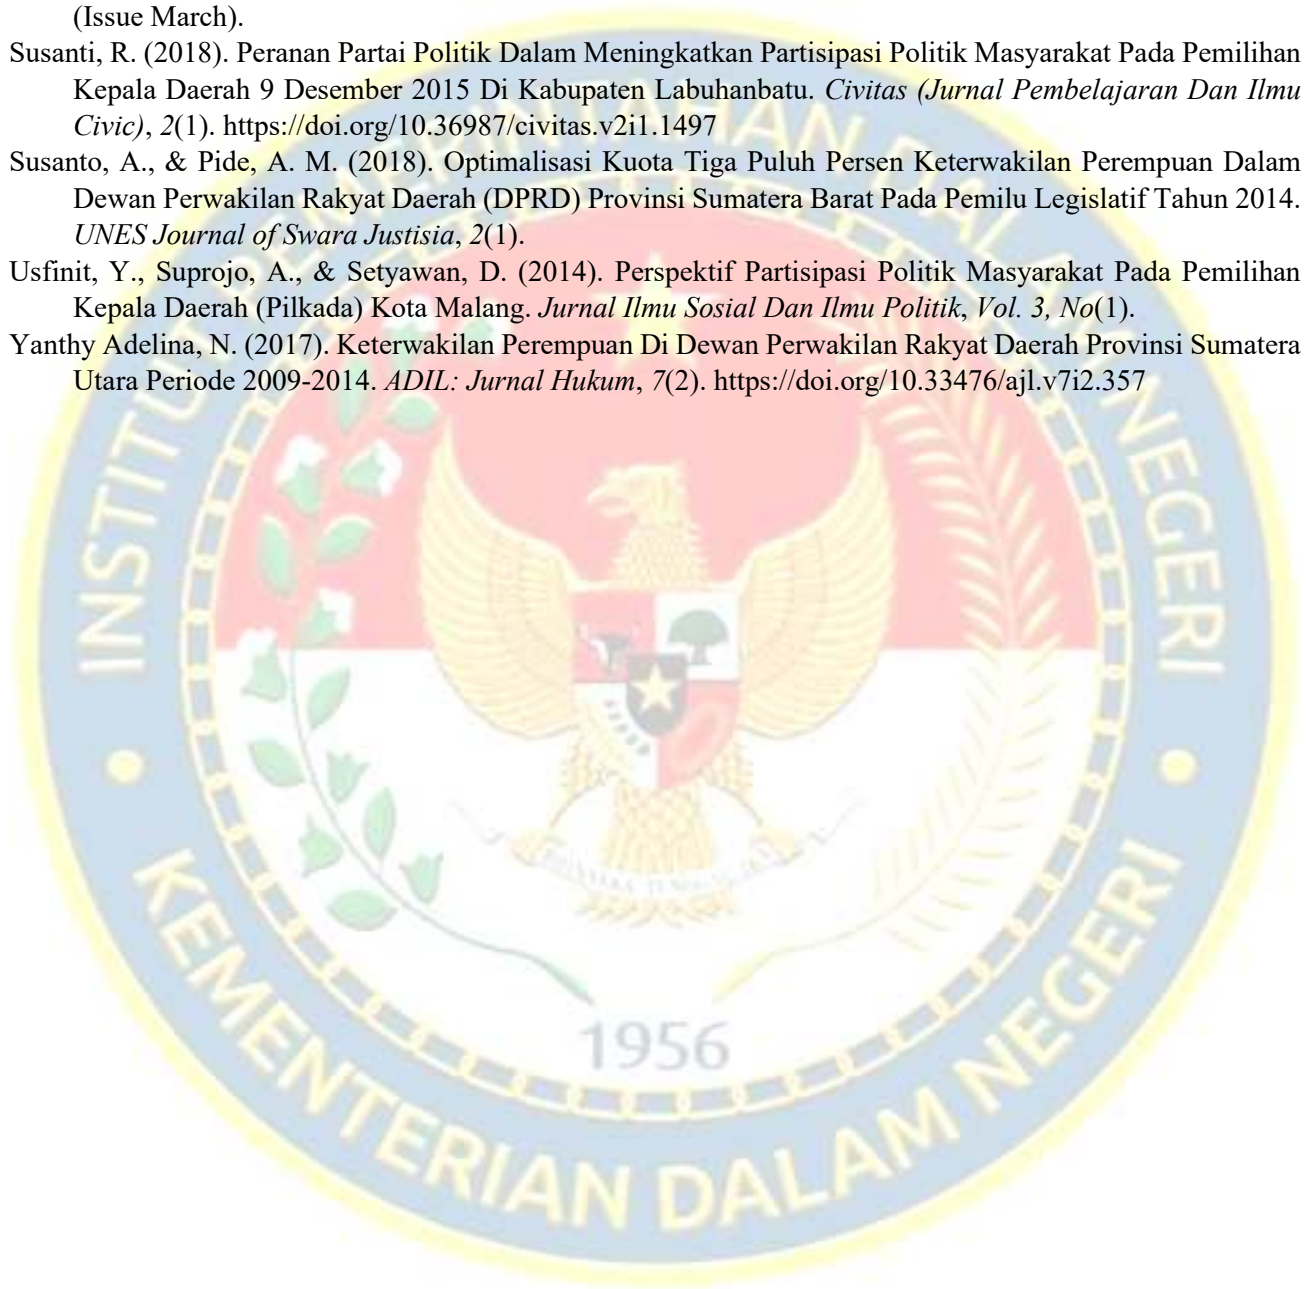 (Issue March).
Susanti, R. (2018). Peranan Partai Politik Dalam Meningkatkan Partisipasi Politik Masyarakat Pada Pemilihan
Kepala Daerah 9 Desember 2015 Di Kabupaten Labuhanbatu. Civitas (Jurnal Pembelajaran Dan Ilmu
Civic), 2(1). https://doi.org/10.36987/civitas.v2i1.1497
Susanto, A., & Pide, A. M. (2018). Optimalisasi Kuota Tiga Puluh Persen Keterwakilan Perempuan Dalam
Dewan Perwakilan Rakyat Daerah (DPRD) Provinsi Sumatera Barat Pada Pemilu Legislatif Tahun 2014.
UNES Journal of Swara Justisia, 2(1).
Usfinit, Y., Suprojo, A., & Setyawan, D. (2014). Perspektif Partisipasi Politik Masyarakat Pada Pemilihan
Kepala Daerah (Pilkada) Kota Malang. Jurnal Ilmu Sosial Dan Ilmu Politik, Vol. 3, No(1).
Yanthy Adelina, N. (2017). Keterwakilan Perempuan Di Dewan Perwakilan Rakyat Daerah Provinsi Sumatera
Utara Periode 2009-2014. ADIL: Jurnal Hukum, 7(2). https://doi.org/10.33476/ajl.v7i2.357
INSTITUT PEMERINTAHAN DALAM NEGERI
1956
KEMENTERIAN DALAM NEGERI